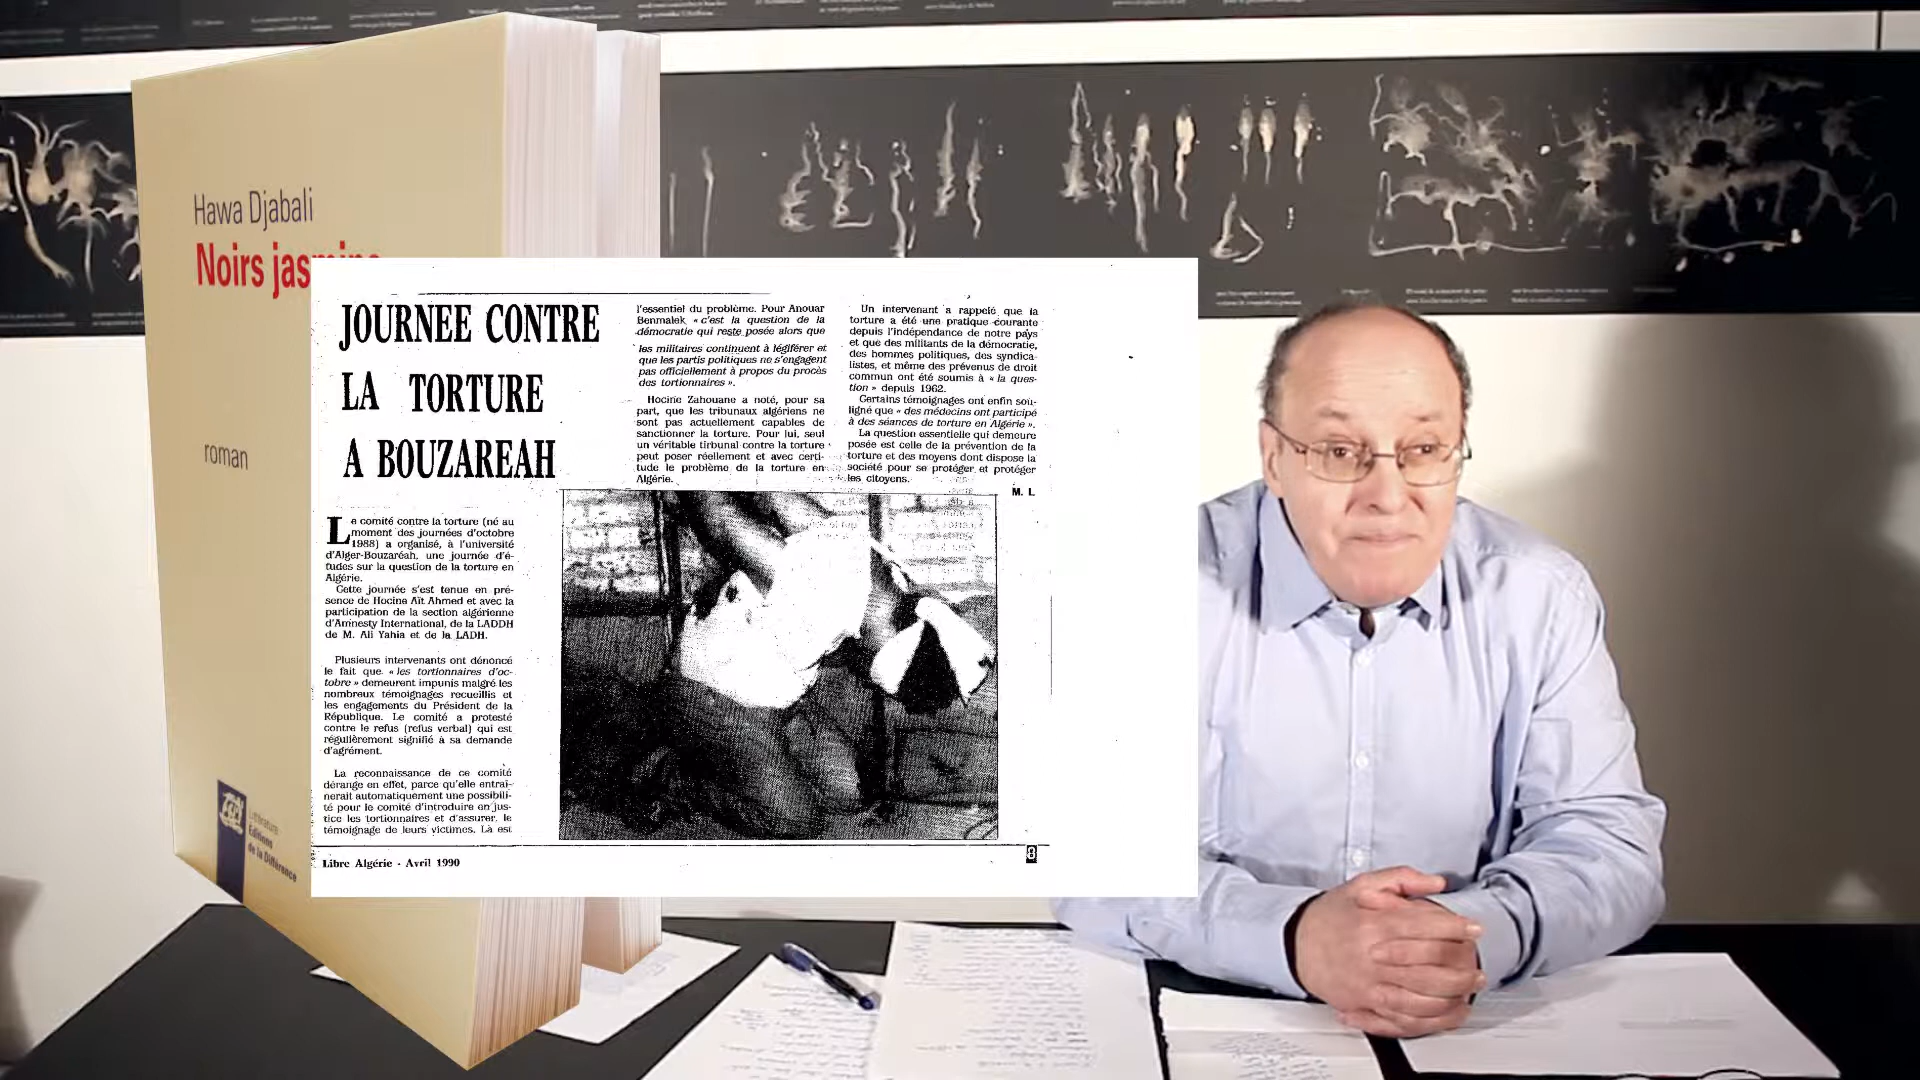 Hawa Djabali
Noirs jas
roman
Littérature
Editions
de la Différence
JOURNEE CONTRE
LA TORTURE
A BOUZAREAH
Le comité contre la torture (né au
moment des journées d'octobre
1988) a organisé, à l'université
d'Alger-Bouzaréah, une journée d'é-
tudes sur la question de la torture en
Algérie.
Cette journée s'est tenue en pré-
sence de Hocine Aït Ahmed et avec la
participation de la section algérienne
d'Amnesty International, de la LADDH
de M. Ali Yahia et de la LADH.
Plusieurs intervenants ont dénoncé
le fait que « les tortionnaires d'oc-
tobre » demeurent impunis malgré les
nombreux témoignages recueillis et
les engagements du Président de la
République. Le comité a protesté
contre le refus (refus verbal) qui est
régulièrement signifié à sa demande
d'agrément.
La reconnaissance de ce comité
dérange en effet, parce qu'elle entraî-
nerait automatiquement une possibili-
té pour le comité d'introduire en jus-
tice les tortionnaires et d'assurer, le
témoignage de leurs victimes. Là est
l'essentiel du problème. Pour Anouar
Benmalek « c'est la question de la
démocratie qui reste posée alors que
les militaires continuent à légiférer et
que les partis politiques ne s'engagent
pas officiellement à propos du procès
des tortionnaires ».
Hocine Zahouane a noté, pour sa
part, que les tribunaux algériens ne
sont pas actuellement capables de
sanctionner la torture. Pour lui, seul
un véritable tirbunal contre la torture
peut poser réellement et avec certi-
tude le problème de la torture en
Algérie.
Un intervenant a rappelé que la
torture a été une pratique courante
depuis l'indépendance de notre pays
et que des militants de la démocratie,
des hommes politiques, des syndica-
listes, et même des prévenus de droit
commun ont été soumis à « la ques-
tion » depuis 1962.
Certains témoignages ont enfin sou-
ligné que « des médecins ont participé
à des séances de torture en Algérie ».
La question essentielle qui demeure
posée est celle de la prévention de la
torture et des moyens dont dispose la
société pour se protéger et protéger
les citoyens.
M. L.
Libre Algérie - Avril 1990
8